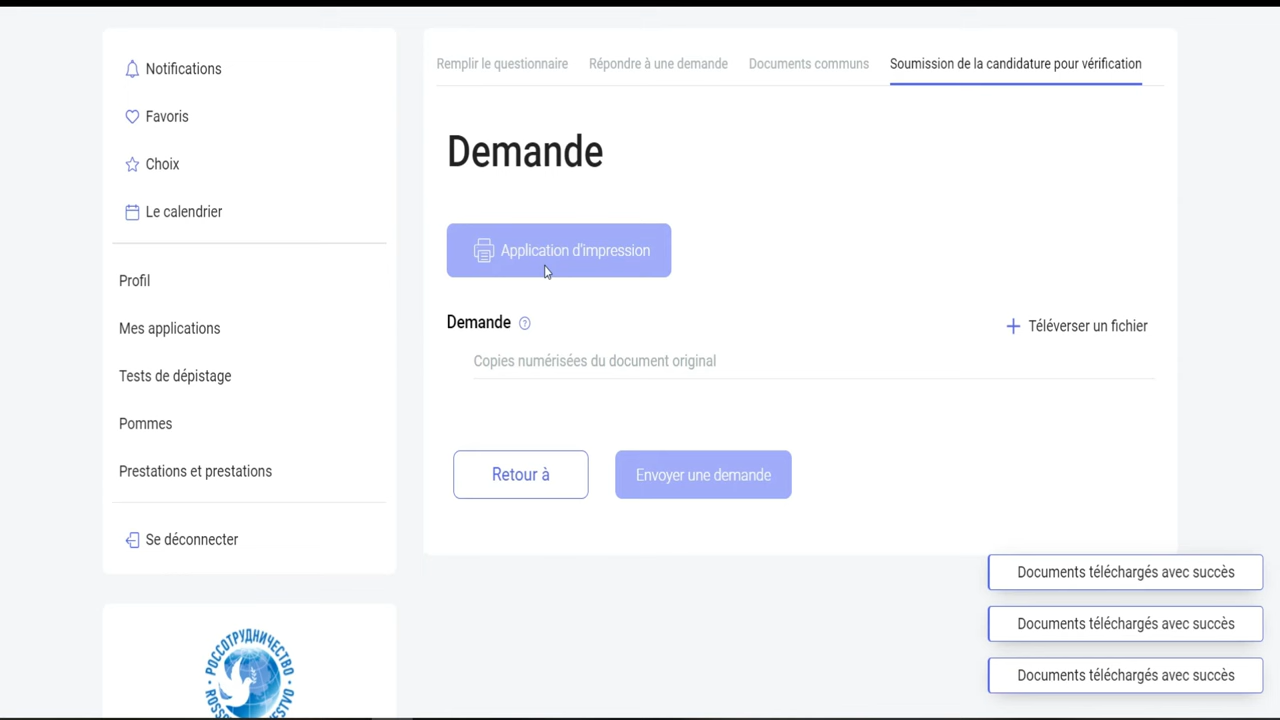 Notifications
Favoris
Choix
Le calendrier
Profil
Mes applications
Tests de dépistage
Pommes
Prestations et prestations
Se déconnecter
РОССОТРУДНИЧЕСТВО
Remplir le questionnaire Répondre à une demande Documents communs Soumission de la candidature pour vérification
Demande
Application d'impression
Demande ?
Téléverser un fichier
Copies numérisées du document original
Retour à Envoyer une demande
Documents téléchargés avec succès
Documents téléchargés avec succès
Documents téléchargés avec succès